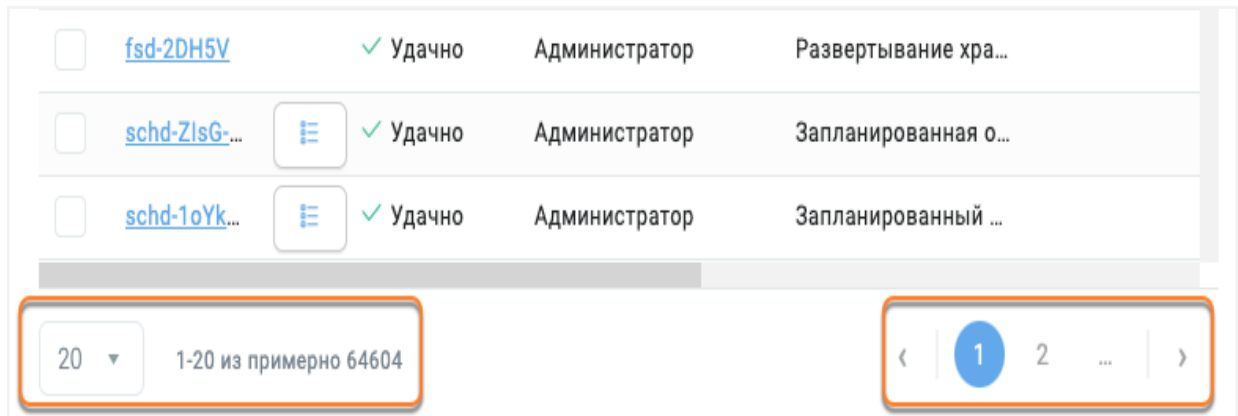 fsd-2DH5V Удачно Администратор Развертывание хра...
schd-ZIsG-... Удачно Администратор Запланированная о...
schd-1oYk... Удачно Администратор Запланированный ...
20 1-20 из примерно 64604 ‹ 1 2 ... ›